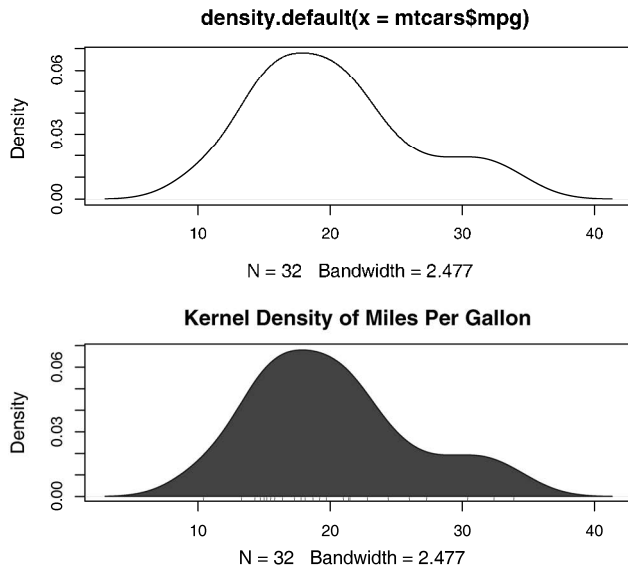 density.default(x = mtcars$mpg)
Density
0.00 0.03 0.06
10 20 30 40
N = 32 Bandwidth = 2.477
Kernel Density of Miles Per Gallon
Density
0.00 0.03 0.06
10 20 30 40
N = 32 Bandwidth = 2.477